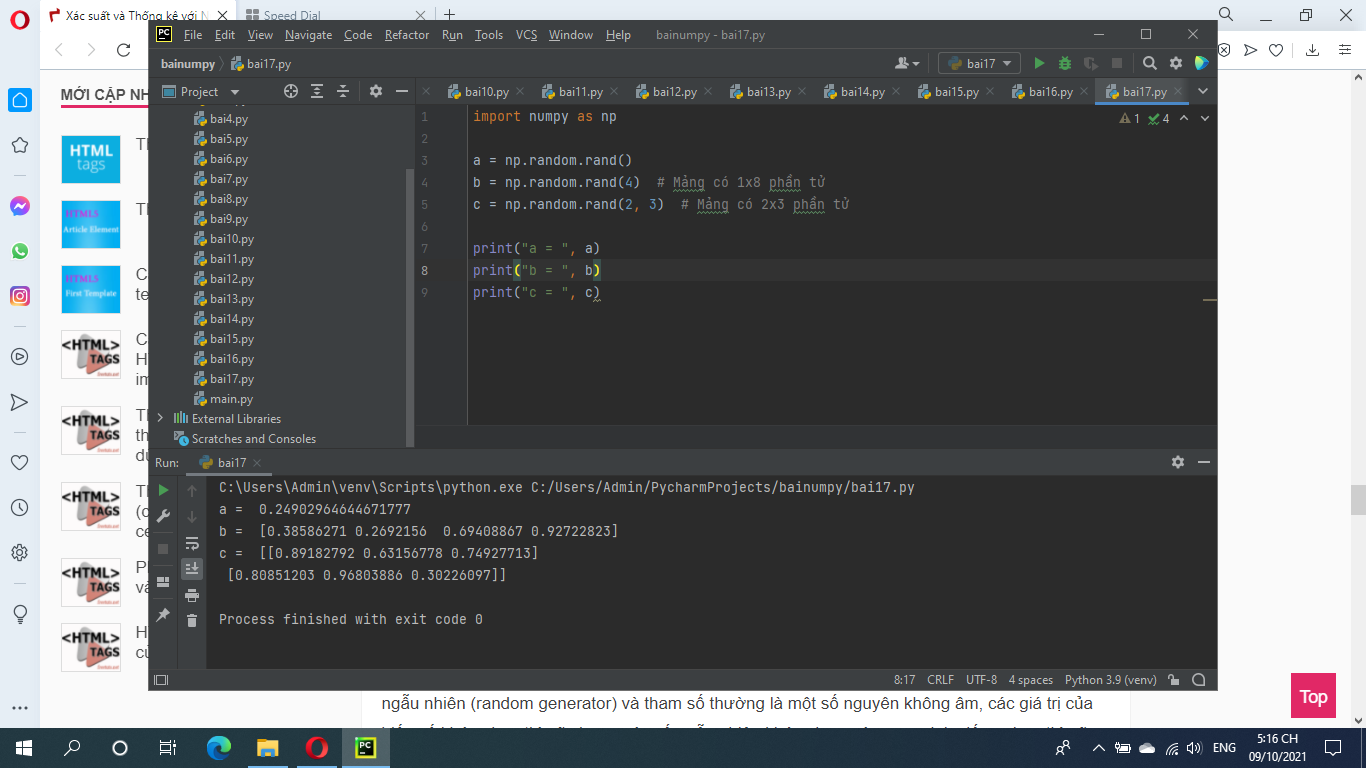 Xác suất và Thống kê với N
Speed Dial
File Edit View Navigate Code Refactor Run Tools VCS Window Help bainumpy - bai17.py
bainumpy bai17.py
bai17
MỚI CẬP NH
Project
bai10.py bai11.py bai12.py bai13.py bai14.py bai15.py bai16.py bai17.py
bai4.py
bai5.py
bai6.py
bai7.py
bai8.py
bai9.py
bai10.py
bai11.py
bai12.py
bai13.py
bai14.py
bai15.py
bai16.py
bai17.py
main.py
External Libraries
Scratches and Consoles
1 import numpy as np
2
3 a = np.random.rand()
4 b = np.random.rand(4)  # Mảng có 1x8 phần tử
5 c = np.random.rand(2, 3)  # Mảng có 2x3 phần tử
6
7 print("a = ", a)
8 print("b = ", b)
9 print("c = ", c)
1 4
HTML
tags
HTML5
Article Element
HTML5
First Template
<HTML>
TAGS
<HTML>
TAGS
<HTML>
TAGS
<HTML>
TAGS
<HTML>
TAGS
Run: bai17
C:\Users\Admin\venv\Scripts\python.exe C:/Users/Admin/PycharmProjects/bainumpy/bai17.py
a =  0.24902964644671777
b =  [0.38586271 0.2692156  0.69408867 0.92722823]
c =  [[0.89182792 0.63156778 0.74927713]
 [0.80851203 0.96803886 0.30226097]]
Process finished with exit code 0
8:17 CRLF UTF-8 4 spaces Python 3.9 (venv)
ngẫu nhiên (random generator) và tham số thường là một số nguyên không âm, các giá trị của
Top
ENG
5:16 CH
09/10/2021